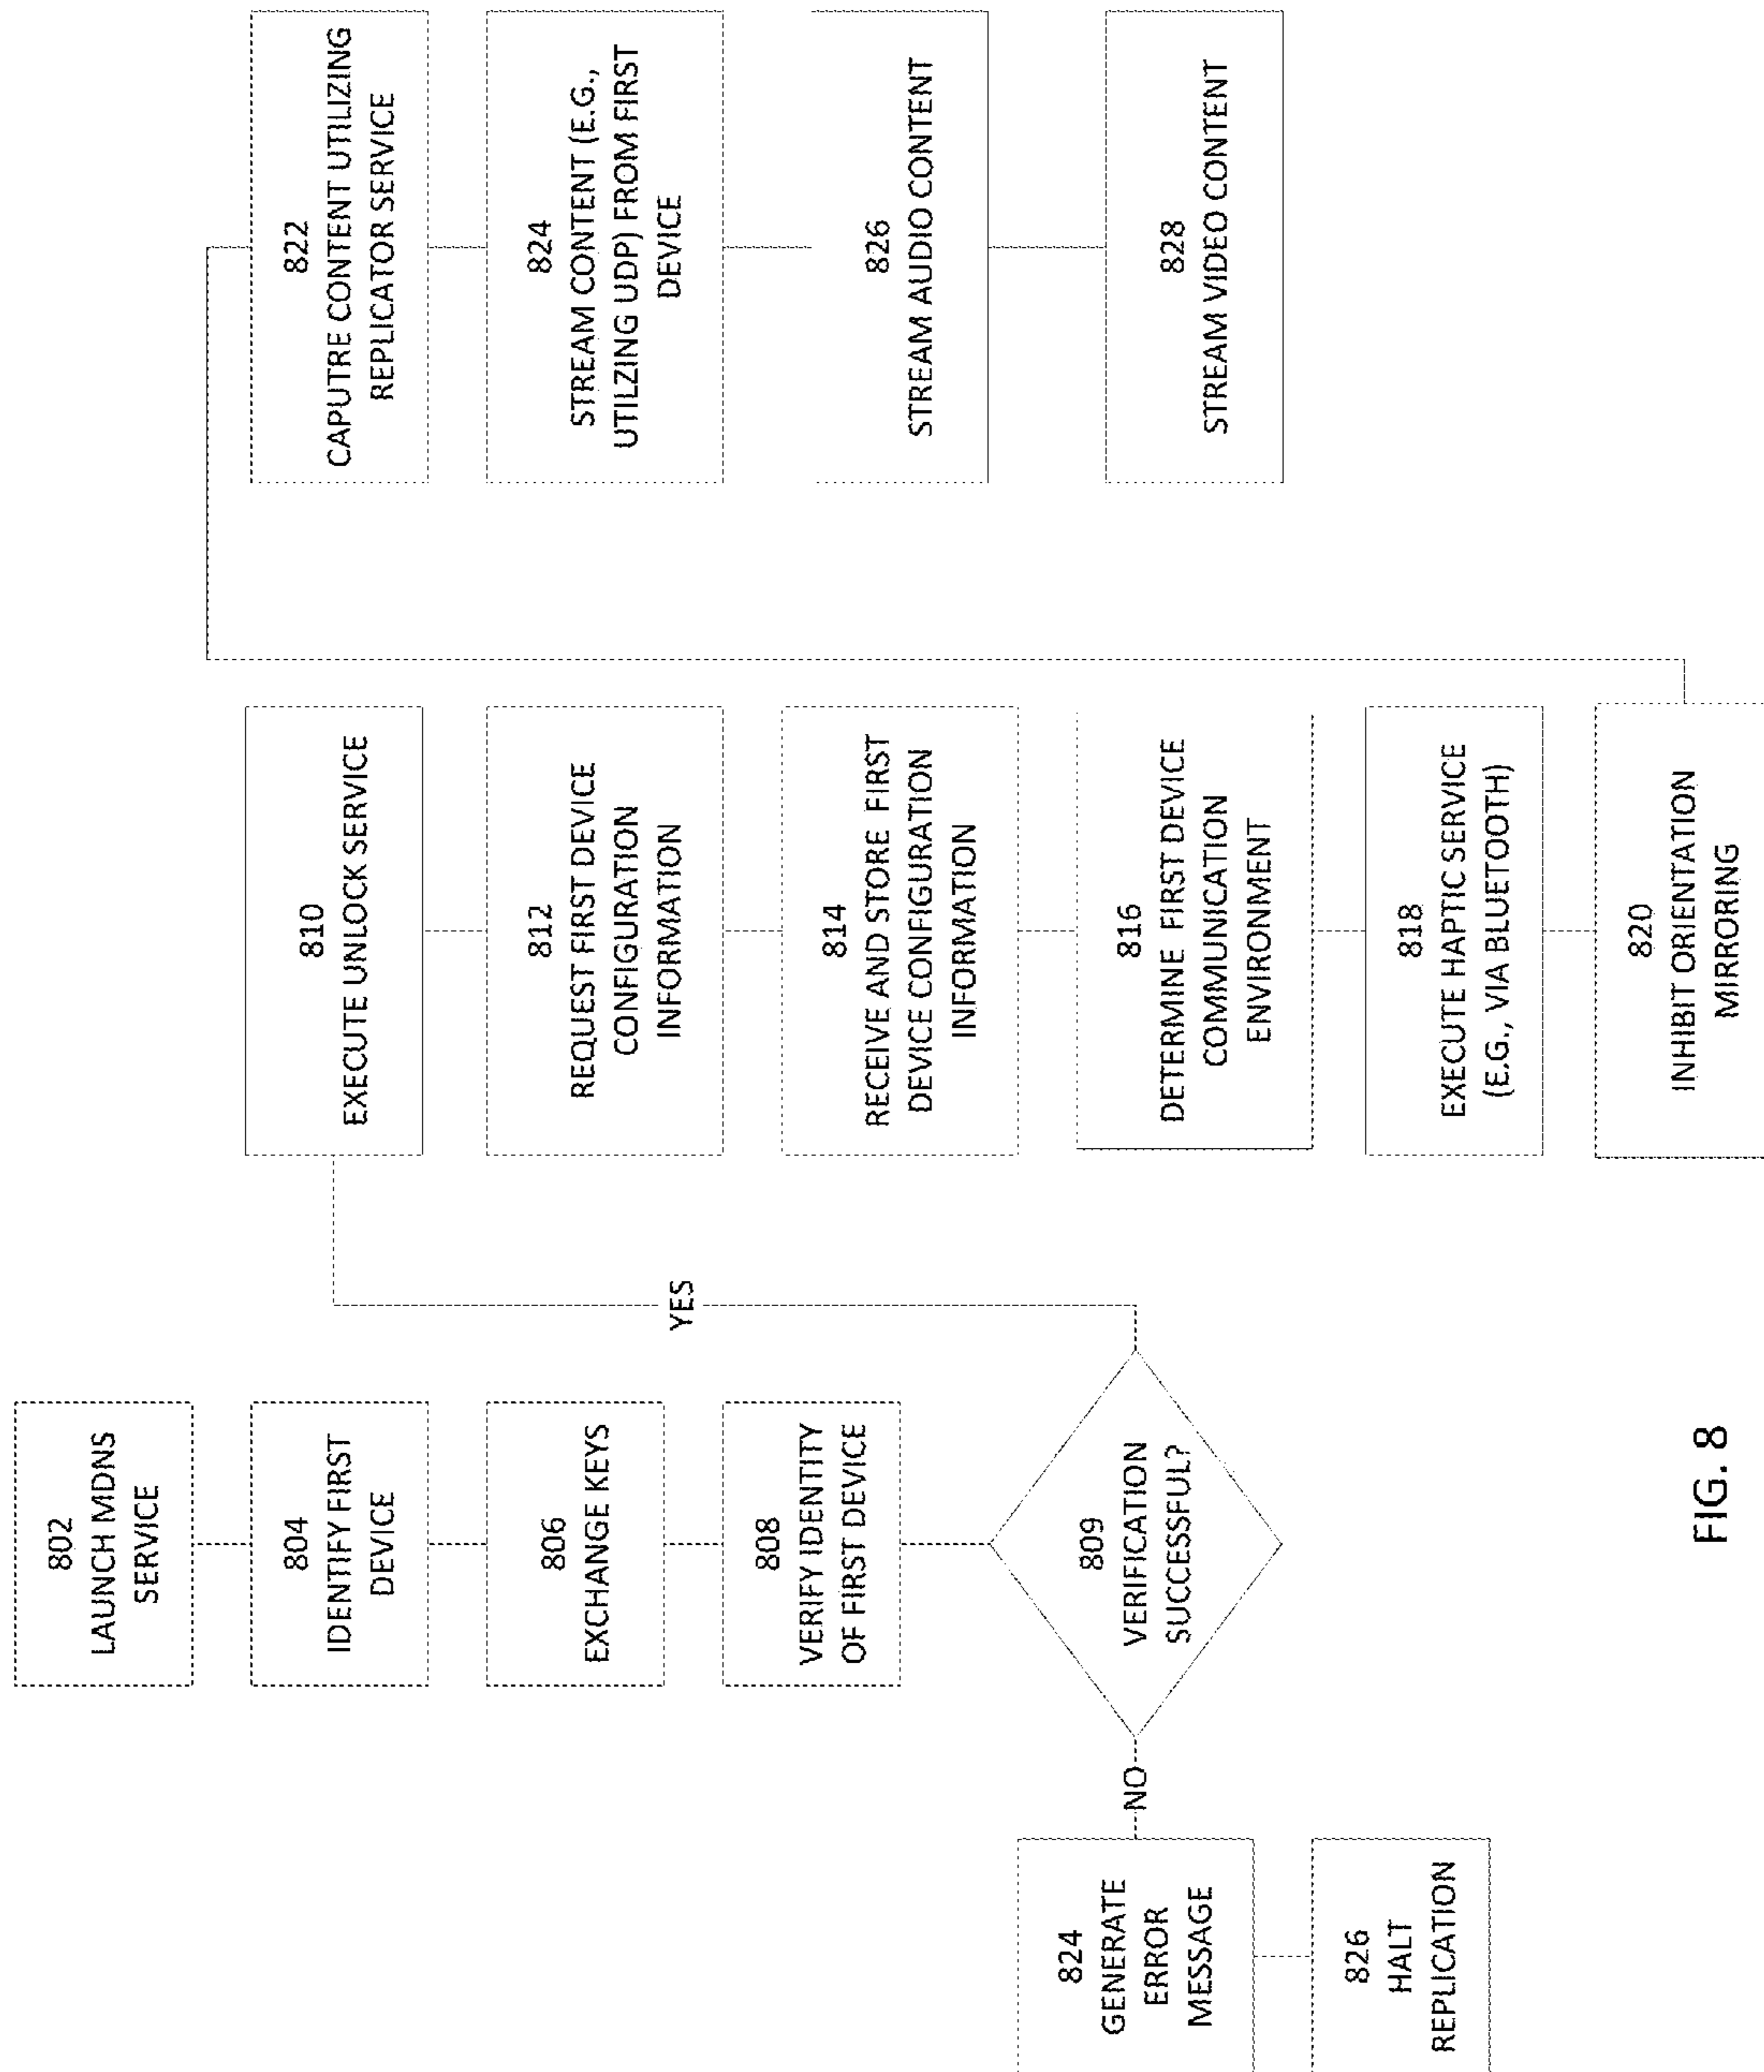 802
LAUNCH MDNS
SERVICE
804
IDENTIFY FIRST
DEVICE
806
EXCHANGE KEYS
808
VERIFY IDENTITY
OF FIRST DEVICE
809
VERIFICATION
SUCCESSFUL?
NO
824
GENERATE
ERROR
MESSAGE
826
HALT
REPLICATION
YES
810
EXECUTE UNLOCK SERVICE
812
REQUEST FIRST DEVICE
CONFIGURATION
INFORMATION
814
RECEIVE AND STORE FIRST
DEVICE CONFIGURATION
INFORMATION
816
DETERMINE FIRST DEVICE
COMMUNICATION
ENVIRONMENT
818
EXECUTE HAPTIC SERVICE
(E.G., VIA BLUETOOTH)
820
INHIBIT ORIENTATION
MIRRORING
822
CAPUTRE CONTENT UTILIZING
REPLICATOR SERVICE
824
STREAM CONTENT (E.G.,
UTILZING UDP) FROM FIRST
DEVICE
826
STREAM AUDIO CONTENT
828
STREAM VIDEO CONTENT
FIG. 8